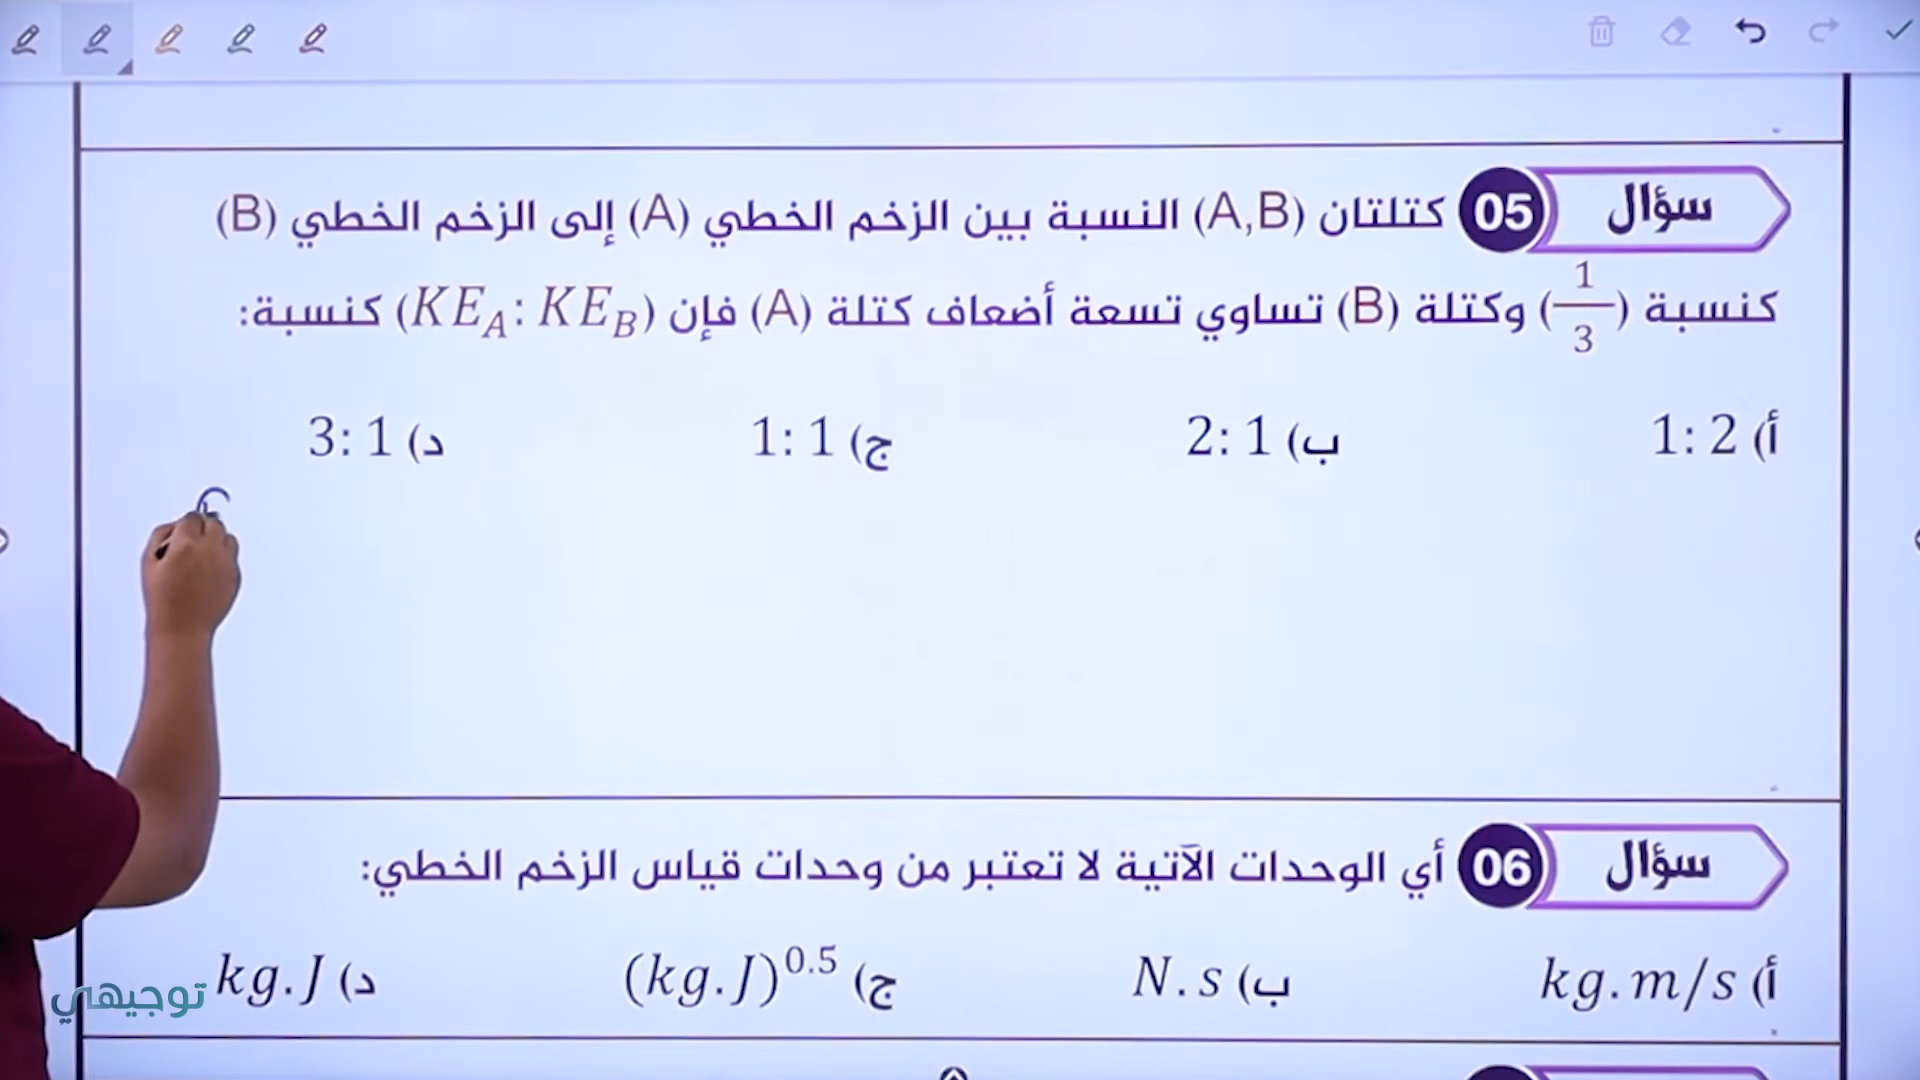 سؤال 05 كتلتان (A,B) النسبة بين الزخم الخطي (A) إلى الزخم الخطي (B)
كنسبة (1/3) وكتلة (B) تساوي تسعة أضعاف كتلة (A) فإن (KE_A : KE_B) كنسبة:
أ) 1: 2 ب) 2: 1 ج) 1: 1 د) 3: 1
سؤال 06 أي الوحدات الآتية لا تعتبر من وحدات قياس الزخم الخطي:
أ) kg.m/s ب) N.s ج) (kg.J)^0.5 د) kg.J
توجيهي